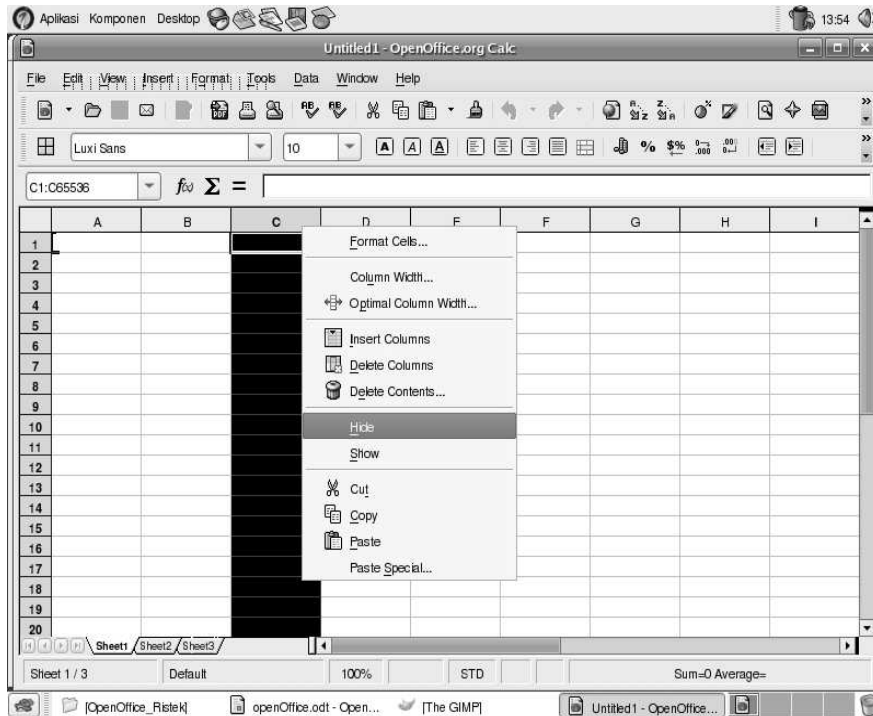 Aplikasi Komponen Desktop 13:54
Untitled1 - OpenOffice.org Calc
File Edit View Insert Format Tools Data Window Help
Luxi Sans 10
C1:C65536 f(x) Σ =
A B C D E F G H I
1
2
3
4
5
6
7
8
9
10
11
12
13
14
15
16
17
18
19
20
Format Cells...
Column Width...
Optimal Column Width...
Insert Columns
Delete Columns
Delete Contents...
Hide
Show
Cut
Copy
Paste
Paste Special...
Sheet1 Sheet2 Sheet3
Sheet 1 / 3 Default 100% STD Sum=0 Average=
[OpenOffice_Ristek] openOffice.odt - Open... [The GIMP] Untitled1 - OpenOffice...